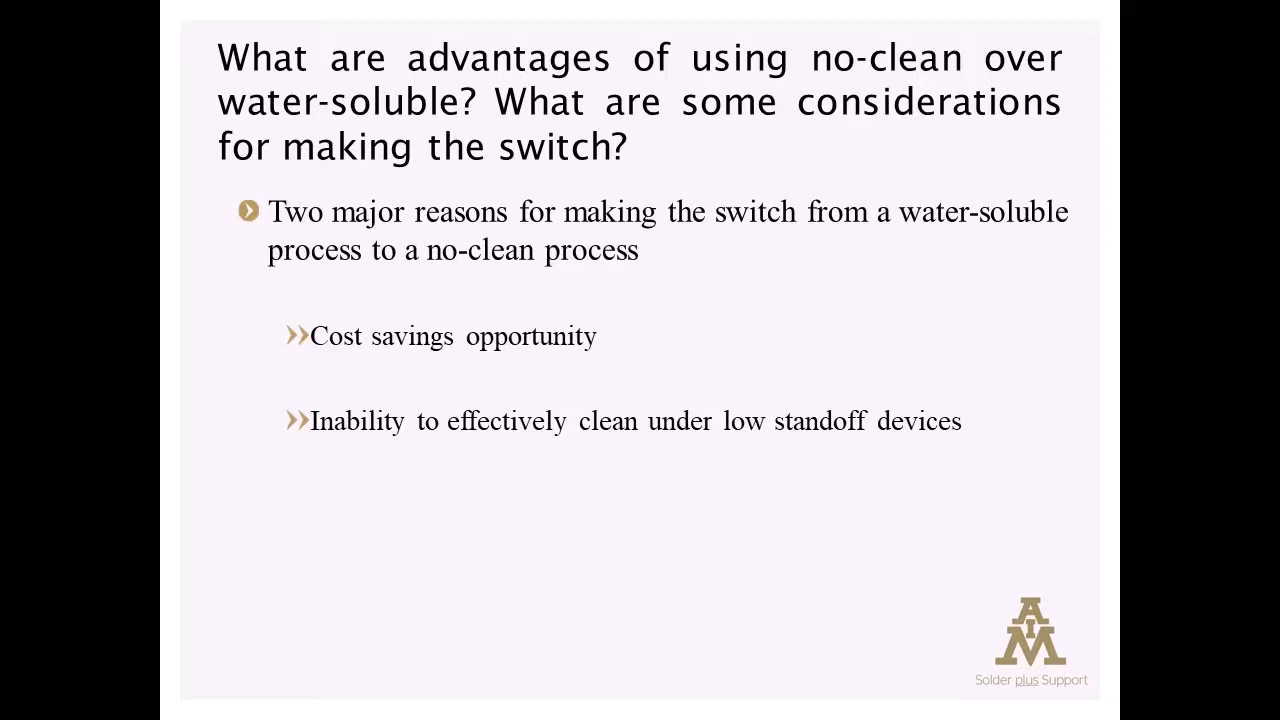 What are advantages of using no-clean over
water-soluble? What are some considerations
for making the switch?
Two major reasons for making the switch from a water-soluble
process to a no-clean process
Cost savings opportunity
Inability to effectively clean under low standoff devices
AIM
Solder plus Support